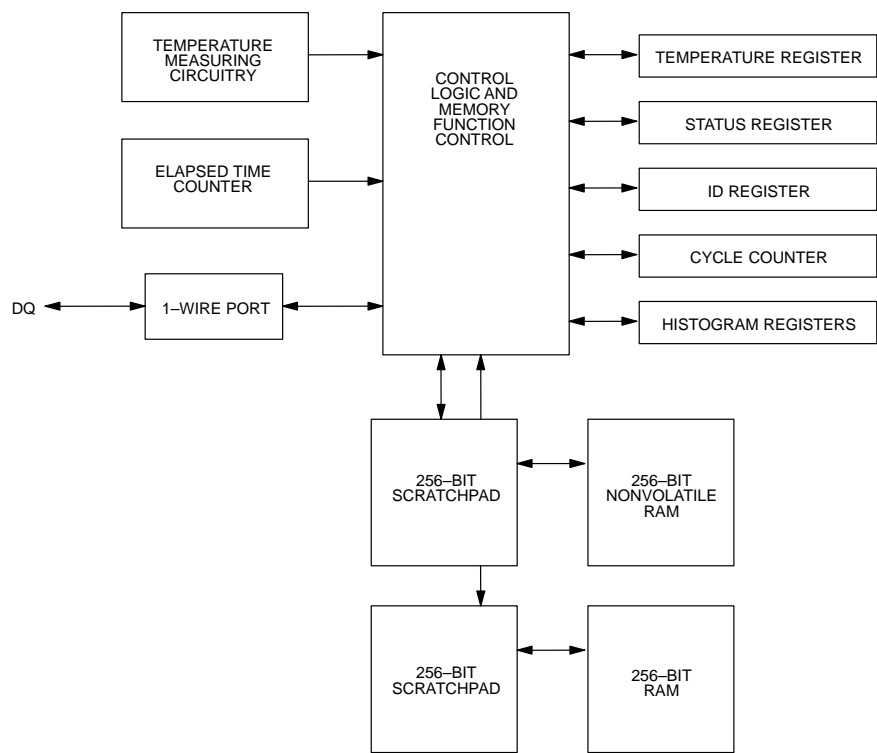 TEMPERATURE
MEASURING
CIRCUITRY
ELAPSED TIME
COUNTER
DQ
1–WIRE PORT
CONTROL
LOGIC AND
MEMORY
FUNCTION
CONTROL
TEMPERATURE REGISTER
STATUS REGISTER
ID REGISTER
CYCLE COUNTER
HISTOGRAM REGISTERS
256–BIT
SCRATCHPAD
256–BIT
NONVOLATILE
RAM
256–BIT
SCRATCHPAD
256–BIT
RAM